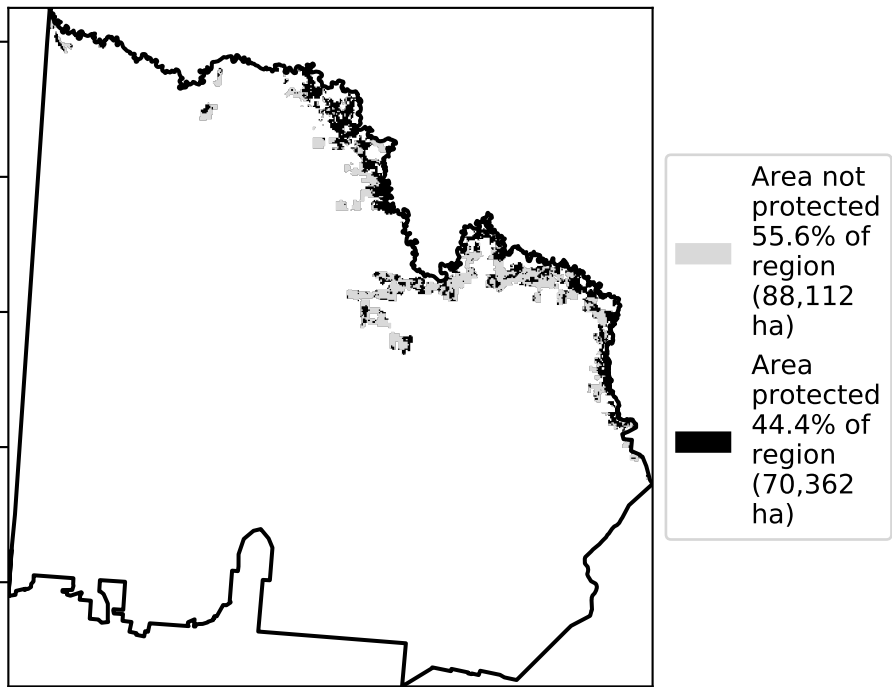 Area not
protected
55.6% of
region
(88,112
ha)
Area
protected
44.4% of
region
(70,362
ha)